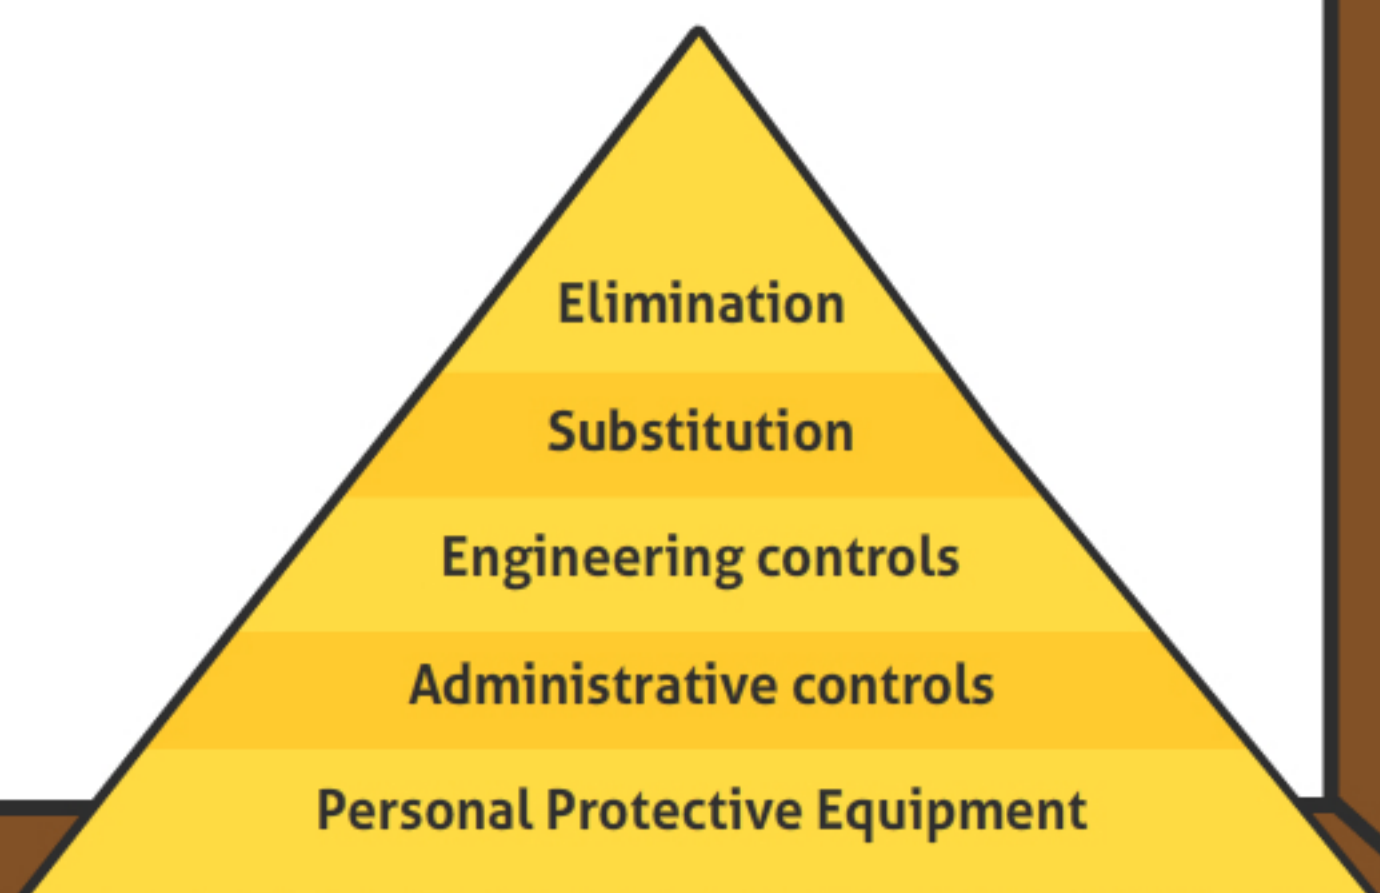 Elimination
Substitution
Engineering controls
Administrative controls
Personal Protective Equipment